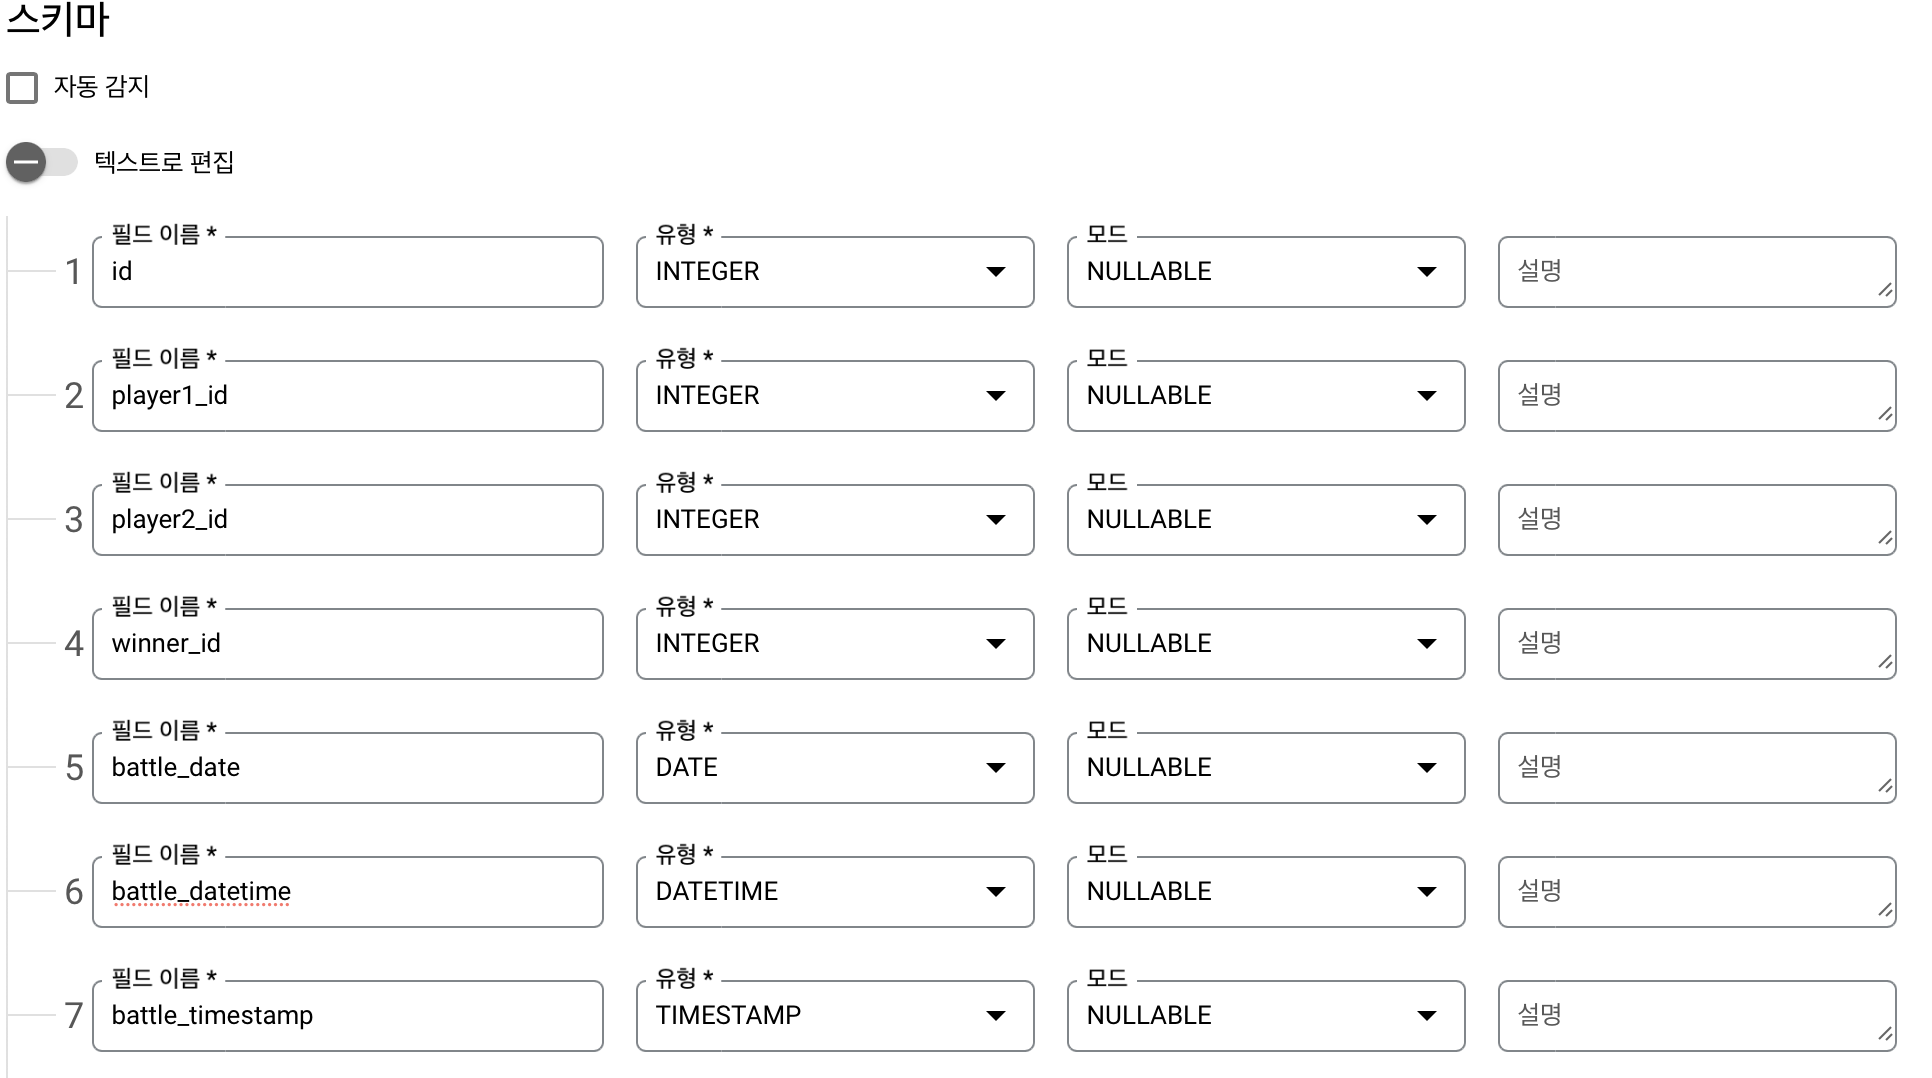 스키마
자동 감지
텍스트로 편집
필드 이름 * 유형 * 모드
1 id INTEGER NULLABLE 설명
필드 이름 * 유형 * 모드
2 player1_id INTEGER NULLABLE 설명
필드 이름 * 유형 * 모드
3 player2_id INTEGER NULLABLE 설명
필드 이름 * 유형 * 모드
4 winner_id INTEGER NULLABLE 설명
필드 이름 * 유형 * 모드
5 battle_date DATE NULLABLE 설명
필드 이름 * 유형 * 모드
6 battle_datetime DATETIME NULLABLE 설명
필드 이름 * 유형 * 모드
7 battle_timestamp TIMESTAMP NULLABLE 설명